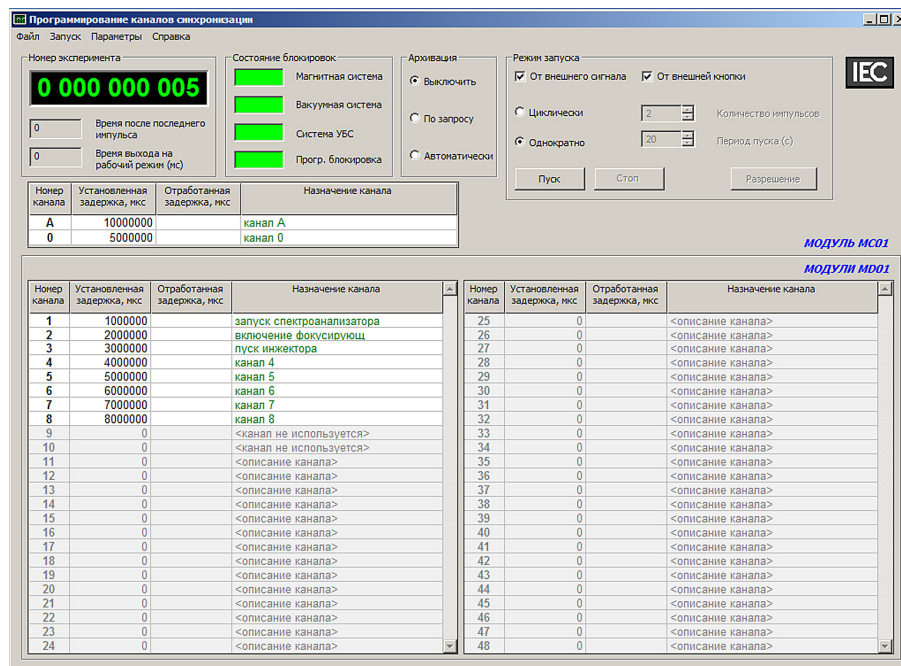 Программирование каналов синхронизации
Файл Запуск Параметры Справка
Номер эксперимента
0 000 000 005
0 Время после последнего импульса
0 Время выхода на рабочий режим (мс)
Состояние блокировок
Магнитная система
Вакуумная система
Система УБС
Прогр. блокировка
Архивация
Выключить
По запросу
Автоматически
Режим запуска
От внешнего сигнала От внешней кнопки
Циклически 2 Количество импульсов
Однократно 20 Период пуска (с)
Пуск Стоп Разрешение
IEC
Номер канала Установленная задержка, мкс Отработанная задержка, мкс Назначение канала
A 10000000 канал А
0 5000000 канал 0
МОДУЛЬ МС01
МОДУЛИ MD01
Номер канала Установленная задержка, мкс Отработанная задержка, мкс Назначение канала
1 1000000 запуск спектроанализатора
2 2000000 включение фокусирующ
3 3000000 пуск инжектора
4 4000000 канал 4
5 5000000 канал 5
6 6000000 канал 6
7 7000000 канал 7
8 8000000 канал 8
9 0 <канал не используется>
10 0 <канал не используется>
11 0 <описание канала>
12 0 <описание канала>
13 0 <описание канала>
14 0 <описание канала>
15 0 <описание канала>
16 0 <описание канала>
17 0 <описание канала>
18 0 <описание канала>
19 0 <описание канала>
20 0 <описание канала>
21 0 <описание канала>
22 0 <описание канала>
23 0 <описание канала>
24 0 <описание канала>
Номер канала Установленная задержка, мкс Отработанная задержка, мкс Назначение канала
25 0 <описание канала>
26 0 <описание канала>
27 0 <описание канала>
28 0 <описание канала>
29 0 <описание канала>
30 0 <описание канала>
31 0 <описание канала>
32 0 <описание канала>
33 0 <описание канала>
34 0 <описание канала>
35 0 <описание канала>
36 0 <описание канала>
37 0 <описание канала>
38 0 <описание канала>
39 0 <описание канала>
40 0 <описание канала>
41 0 <описание канала>
42 0 <описание канала>
43 0 <описание канала>
44 0 <описание канала>
45 0 <описание канала>
46 0 <описание канала>
47 0 <описание канала>
48 0 <описание канала>